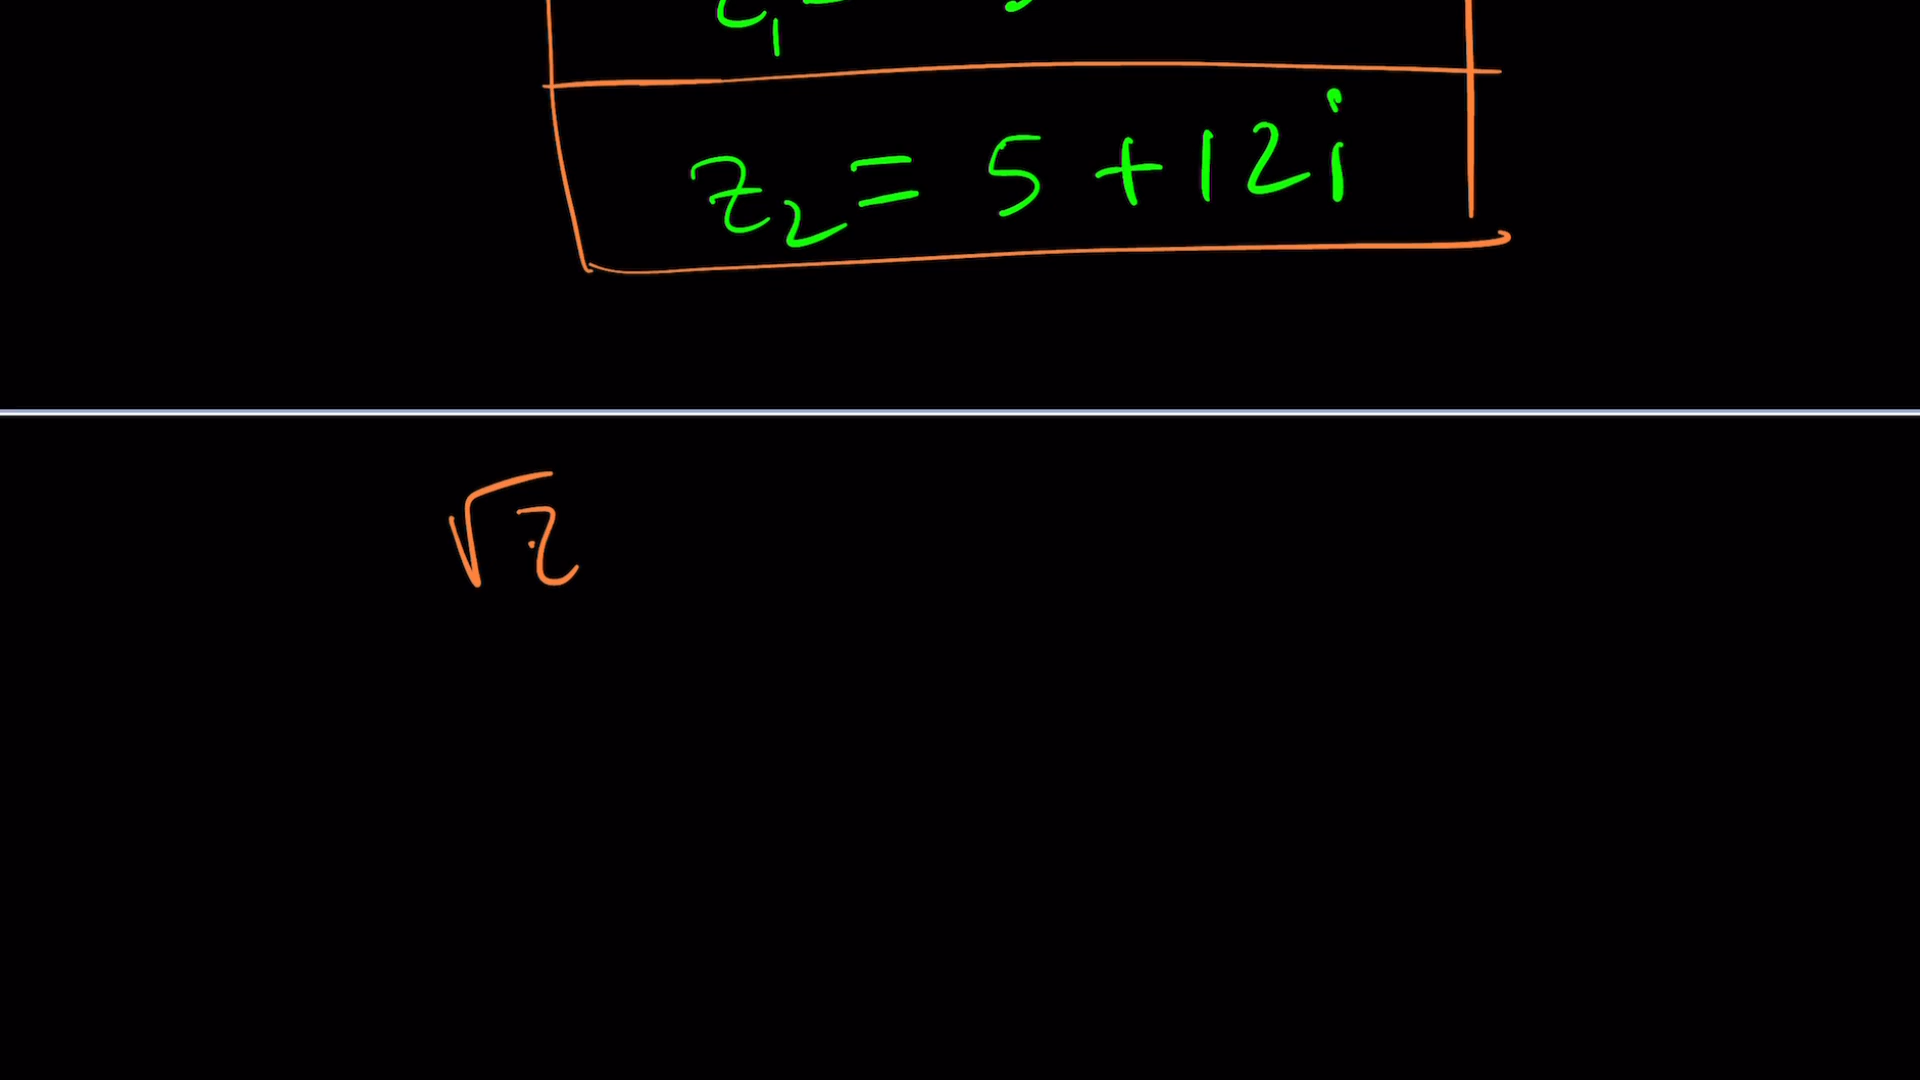 z₂ = 5 + 12i
√z